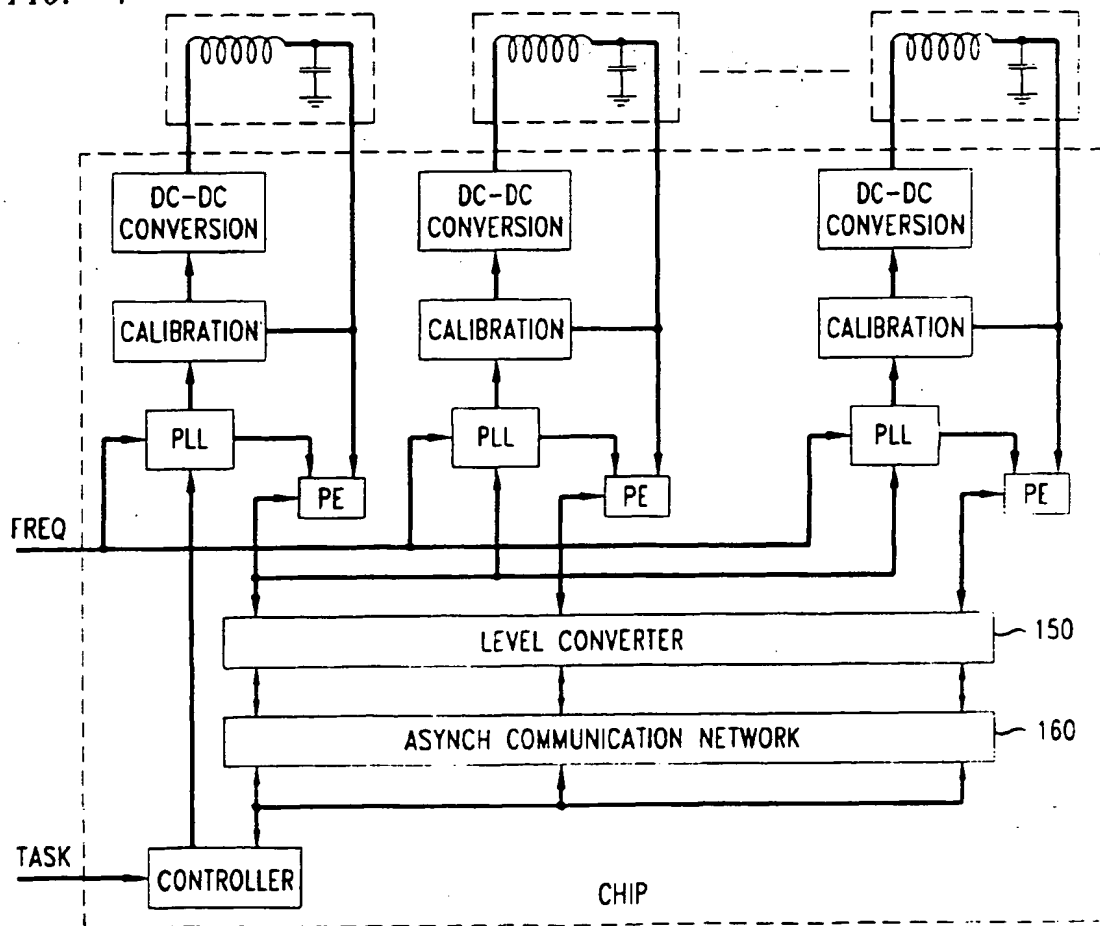 FIG.
DC-DC CONVERSION
DC-DC CONVERSION
DC-DC CONVERSION
CALIBRATION
CALIBRATION
CALIBRATION
PLL
PLL
PLL
PE
PE
PE
FREQ
LEVEL CONVERTER
150
ASYNCH COMMUNICATION NETWORK
160
TASK
CONTROLLER
CHIP